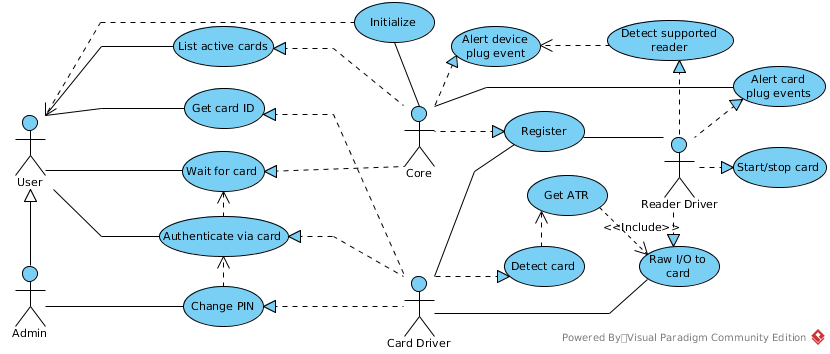 Initialize
List active cards
Alert device
plug event
Detect supported
reader
Get card ID
Alert card
plug events
User
Core
Register
Reader Driver
Wait for card
Start/stop card
Get ATR
<<Include>>
Authenticate via card
Detect card
Raw I/O to
card
Admin
Change PIN
Card Driver
Powered By Visual Paradigm Community Edition